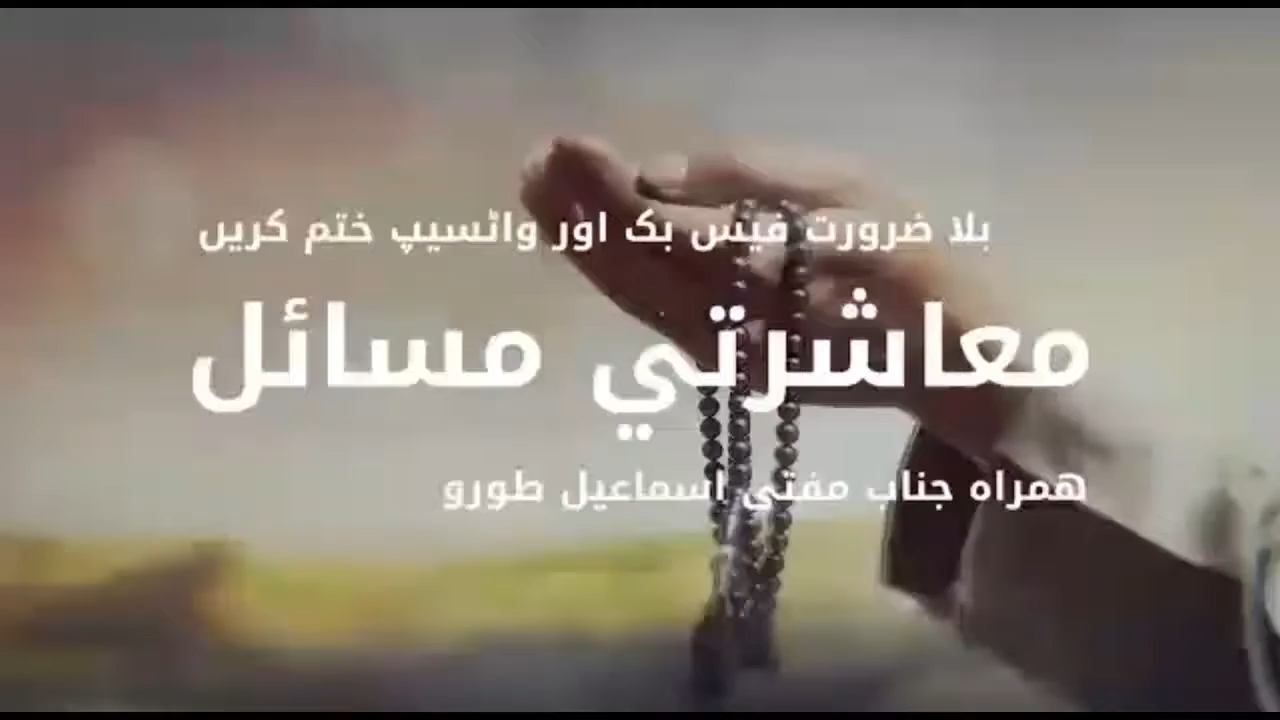 بلا ضرورت فیس بک اور واٹسیپ ختم کریں
معاشرتي مسائل
همراه جناب مفتی اسماعیل طورو